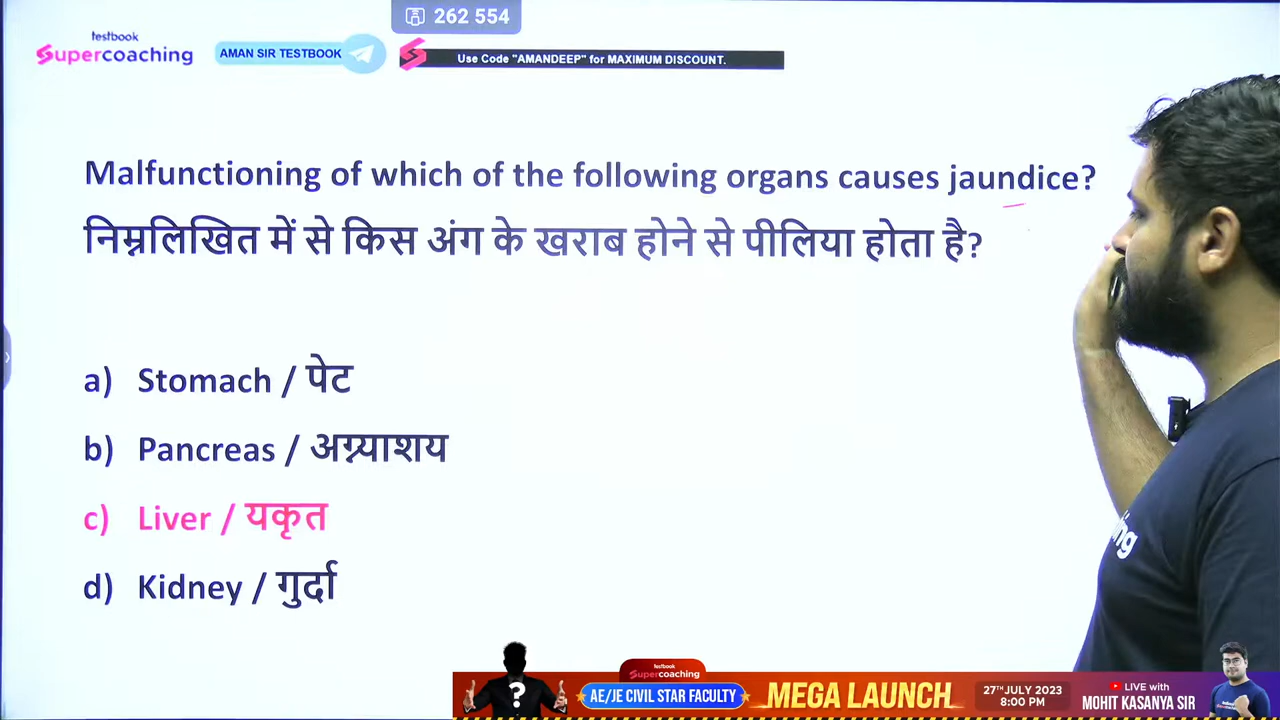 262 554
testbook
Supercoaching
AMAN SIR TESTBOOK
Use Code "AMANDEEP" for MAXIMUM DISCOUNT.
Malfunctioning of which of the following organs causes jaundice?
निम्नलिखित में से किस अंग के खराब होने से पीलिया होता है?
a) Stomach / पेट
b) Pancreas / अग्न्याशय
c) Liver / यकृत
d) Kidney / गुर्दा
ng
testbook
Supercoaching
?
AE/JE CIVIL STAR FACULTY
MEGA LAUNCH
27TH JULY 2023
8:00 PM
LIVE with
MOHIT KASANYA SIR